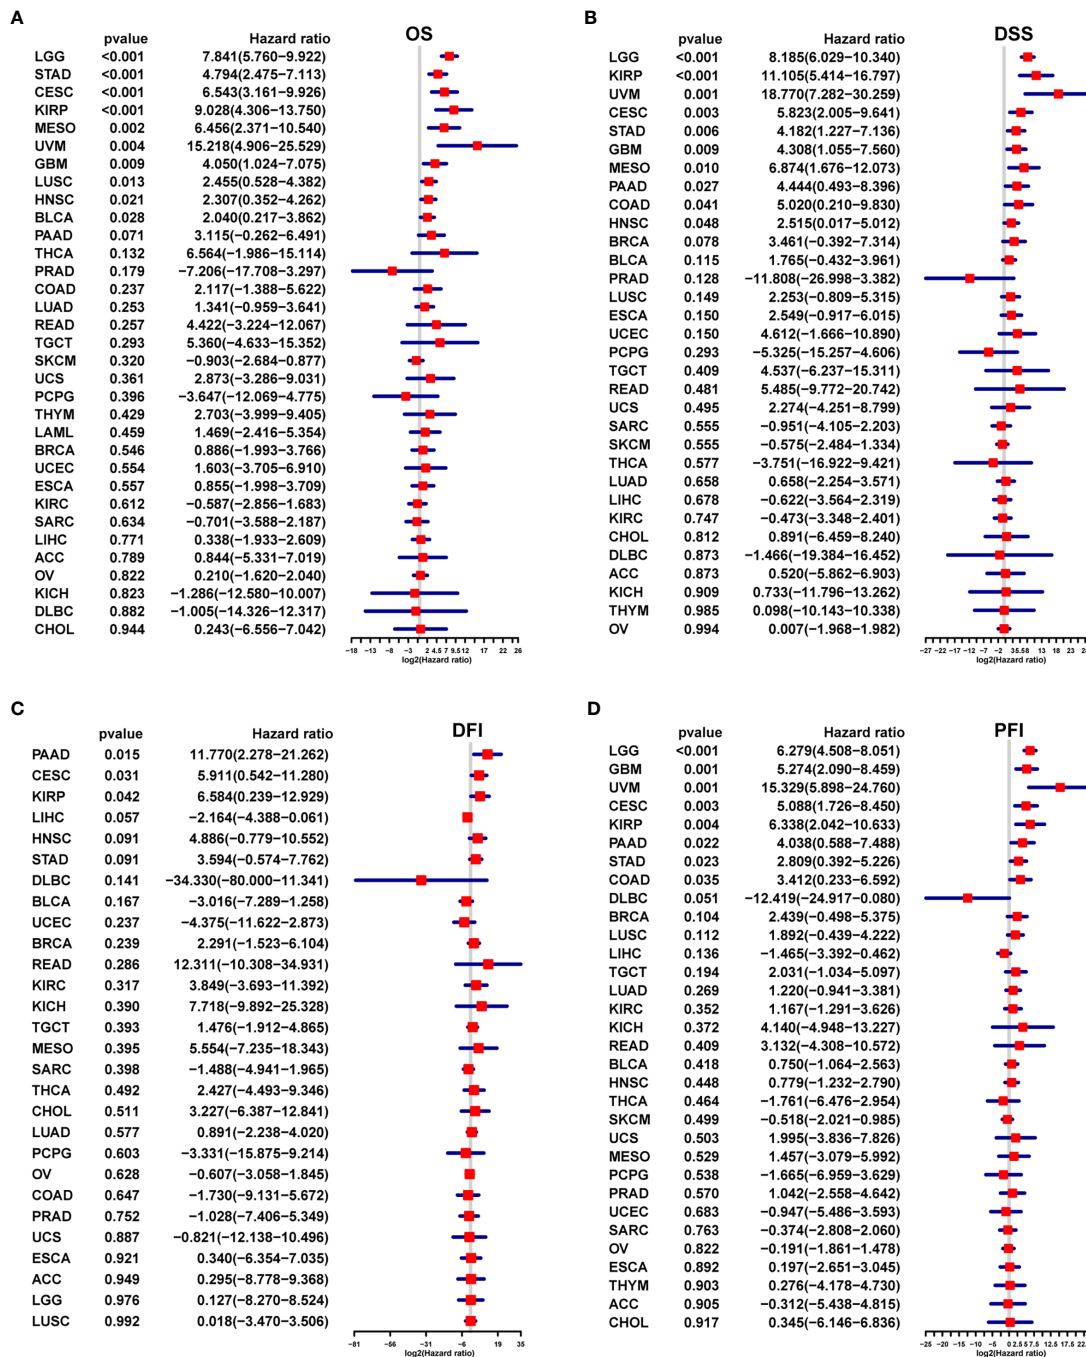 A
OS
pvalue Hazard ratio
LGG <0.001 7.841(5.760−9.922)
STAD <0.001 4.794(2.475−7.113)
CESC <0.001 6.543(3.161−9.926)
KIRP <0.001 9.028(4.306−13.750)
MESO 0.002 6.456(2.371−10.540)
UVM 0.004 15.218(4.906−25.529)
GBM 0.009 4.050(1.024−7.075)
LUSC 0.013 2.455(0.528−4.382)
HNSC 0.021 2.307(0.352−4.262)
BLCA 0.028 2.040(0.217−3.862)
PAAD 0.071 3.115(−0.262−6.491)
THCA 0.132 6.564(−1.986−15.114)
PRAD 0.179 −7.206(−17.708−3.297)
COAD 0.237 2.117(−1.388−5.622)
LUAD 0.253 1.341(−0.959−3.641)
READ 0.257 4.422(−3.224−12.067)
TGCT 0.293 5.360(−4.633−15.352)
SKCM 0.320 −0.903(−2.684−0.877)
UCS 0.361 2.873(−3.286−9.031)
PCPG 0.396 −3.647(−12.069−4.775)
THYM 0.429 2.703(−3.999−9.405)
LAML 0.459 1.469(−2.416−5.354)
BRCA 0.546 0.886(−1.993−3.766)
UCEC 0.554 1.603(−3.705−6.910)
ESCA 0.557 0.855(−1.998−3.709)
KIRC 0.612 −0.587(−2.856−1.683)
SARC 0.634 −0.701(−3.588−2.187)
LIHC 0.771 0.338(−1.933−2.609)
ACC 0.789 0.844(−5.331−7.019)
OV 0.822 0.210(−1.620−2.040)
KICH 0.823 −1.286(−12.580−10.007)
DLBC 0.882 −1.005(−14.326−12.317)
CHOL 0.944 0.243(−6.556−7.042)
−18 −13 −8 −3 2 4.5 7 9.5 12 17 22 26
log2(Hazard ratio)
B
DSS
pvalue Hazard ratio
LGG <0.001 8.185(6.029−10.340)
KIRP <0.001 11.105(5.414−16.797)
UVM 0.001 18.770(7.282−30.259)
CESC 0.003 5.823(2.005−9.641)
STAD 0.006 4.182(1.227−7.136)
GBM 0.009 4.308(1.055−7.560)
MESO 0.010 6.874(1.676−12.073)
PAAD 0.027 4.444(0.493−8.396)
COAD 0.041 5.020(0.210−9.830)
HNSC 0.048 2.515(0.017−5.012)
BRCA 0.078 3.461(−0.392−7.314)
BLCA 0.115 1.765(−0.432−3.961)
PRAD 0.128 −11.808(−26.998−3.382)
LUSC 0.149 2.253(−0.809−5.315)
ESCA 0.150 2.549(−0.917−6.015)
UCEC 0.150 4.612(−1.666−10.890)
PCPG 0.293 −5.325(−15.257−4.606)
TGCT 0.409 4.537(−6.237−15.311)
READ 0.481 5.485(−9.772−20.742)
UCS 0.495 2.274(−4.251−8.799)
SARC 0.555 −0.951(−4.105−2.203)
SKCM 0.555 −0.575(−2.484−1.334)
THCA 0.577 −3.751(−16.922−9.421)
LUAD 0.658 0.658(−2.254−3.571)
LIHC 0.678 −0.622(−3.564−2.319)
KIRC 0.747 −0.473(−3.348−2.401)
CHOL 0.812 0.891(−6.459−8.240)
DLBC 0.873 −1.466(−19.384−16.452)
ACC 0.873 0.520(−5.862−6.903)
KICH 0.909 0.733(−11.796−13.262)
THYM 0.985 0.098(−10.143−10.338)
OV 0.994 0.007(−1.968−1.982)
−27 −22 −17 −12 −7 −2 3 5.5 8 13 18 23
log2(Hazard ratio)
C
DFI
pvalue Hazard ratio
PAAD 0.015 11.770(2.278−21.262)
CESC 0.031 5.911(0.542−11.280)
KIRP 0.042 6.584(0.239−12.929)
LIHC 0.057 −2.164(−4.388−0.061)
HNSC 0.091 4.886(−0.779−10.552)
STAD 0.091 3.594(−0.574−7.762)
DLBC 0.141 −34.330(−80.000−11.341)
BLCA 0.167 −3.016(−7.289−1.258)
UCEC 0.237 −4.375(−11.622−2.873)
BRCA 0.239 2.291(−1.523−6.104)
READ 0.286 12.311(−10.308−34.931)
KIRC 0.317 3.849(−3.693−11.392)
KICH 0.390 7.718(−9.892−25.328)
TGCT 0.393 1.476(−1.912−4.865)
MESO 0.395 5.554(−7.235−18.343)
SARC 0.398 −1.488(−4.941−1.965)
THCA 0.492 2.427(−4.493−9.346)
CHOL 0.511 3.227(−6.387−12.841)
LUAD 0.577 0.891(−2.238−4.020)
PCPG 0.603 −3.331(−15.875−9.214)
OV 0.628 −0.607(−3.058−1.845)
COAD 0.647 −1.730(−9.131−5.672)
PRAD 0.752 −1.028(−7.406−5.349)
UCS 0.887 −0.821(−12.138−10.496)
ESCA 0.921 0.340(−6.354−7.035)
ACC 0.949 0.295(−8.778−9.368)
LGG 0.976 0.127(−8.270−8.524)
LUSC 0.992 0.018(−3.470−3.506)
−81 −56 −31 −6 9 20 35
log2(Hazard ratio)
D
PFI
pvalue Hazard ratio
LGG <0.001 6.279(4.508−8.051)
GBM 0.001 5.274(2.090−8.459)
UVM 0.001 15.329(5.898−24.760)
CESC 0.003 5.088(1.726−8.450)
KIRP 0.004 6.338(2.042−10.633)
PAAD 0.022 4.038(0.588−7.488)
STAD 0.023 2.809(0.392−5.226)
COAD 0.035 3.412(0.233−6.592)
DLBC 0.051 −12.419(−24.917−0.080)
BRCA 0.104 2.439(−0.498−5.375)
LUSC 0.112 1.892(−0.439−4.222)
LIHC 0.136 −1.465(−3.392−0.462)
TGCT 0.194 2.031(−1.034−5.097)
LUAD 0.269 1.220(−0.941−3.381)
KIRC 0.352 1.167(−1.291−3.626)
KICH 0.372 4.140(−4.948−13.227)
READ 0.409 3.132(−4.308−10.572)
BLCA 0.418 0.750(−1.064−2.563)
HNSC 0.448 0.779(−1.232−2.790)
THCA 0.464 −1.761(−6.476−2.954)
SKCM 0.499 −0.518(−2.021−0.985)
UCS 0.503 1.995(−3.836−7.826)
MESO 0.529 1.457(−3.079−5.992)
PCPG 0.538 −1.665(−6.959−3.629)
PRAD 0.570 1.042(−2.558−4.642)
UCEC 0.683 −0.947(−5.486−3.593)
SARC 0.763 −0.374(−2.808−2.060)
OV 0.822 −0.191(−1.861−1.478)
ESCA 0.892 0.197(−2.651−3.045)
THYM 0.903 0.276(−4.178−4.730)
ACC 0.905 −0.312(−5.438−4.815)
CHOL 0.917 0.345(−6.146−6.836)
−25 −20 −15 −10 −5 0 2.5 5 7.5 12.5 17.5
log2(Hazard ratio)